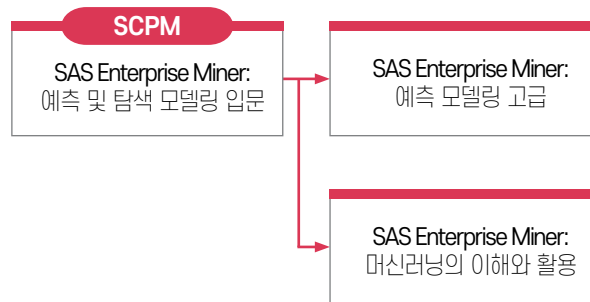 SCPM
SAS Enterprise Miner:
예측 및 탐색 모델링 입문
SAS Enterprise Miner:
예측 모델링 고급
SAS Enterprise Miner:
머신러닝의 이해와 활용